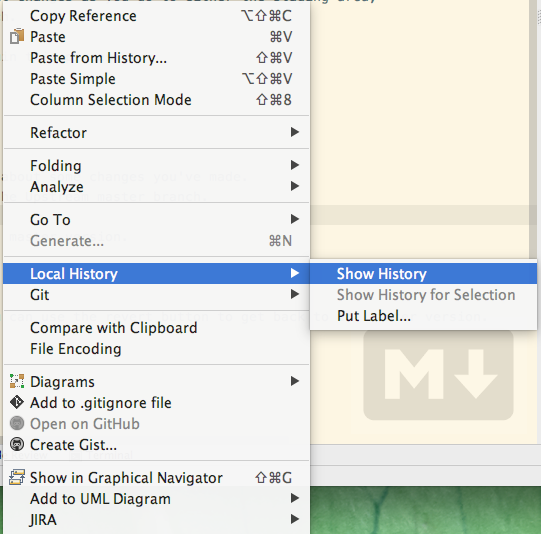 Copy Reference ⌥⇧⌘C
Paste ⌘V
Paste from History... ⇧⌘V
Paste Simple ⌥⇧⌘V
Column Selection Mode ⇧⌘8
Refactor
Folding
Analyze
Go To
Generate... ⌘N
Local History
Show History
Git
Show History for Selection
Put Label...
Compare with Clipboard
File Encoding
M
Diagrams
Add to .gitignore file
Open on GitHub
Create Gist...
Show in Graphical Navigator ⇧⌘G
Add to UML Diagram
JIRA